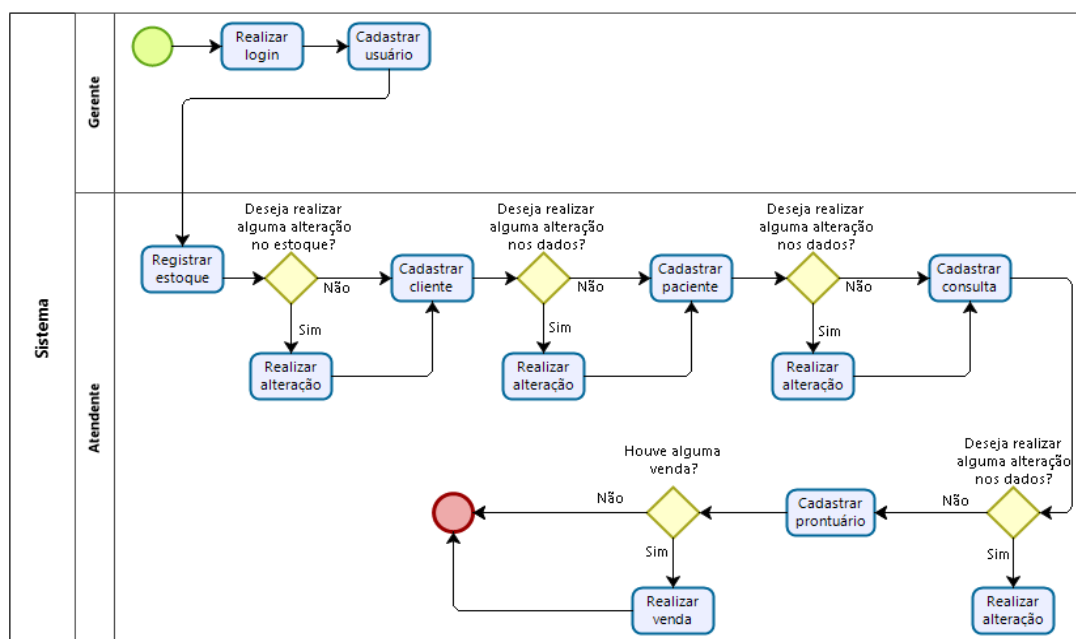 Sistema
Gerente
Realizar
login
Cadastrar
usuário
Atendente
Registrar
estoque
Deseja realizar
alguma alteração
no estoque?
Não
Sim
Realizar
alteração
Cadastrar
cliente
Deseja realizar
alguma alteração
nos dados?
Não
Sim
Realizar
alteração
Cadastrar
paciente
Deseja realizar
alguma alteração
nos dados?
Não
Sim
Realizar
alteração
Cadastrar
consulta
Deseja realizar
alguma alteração
nos dados?
Não
Sim
Realizar
alteração
Cadastrar
prontuário
Houve alguma
venda?
Não
Sim
Realizar
venda